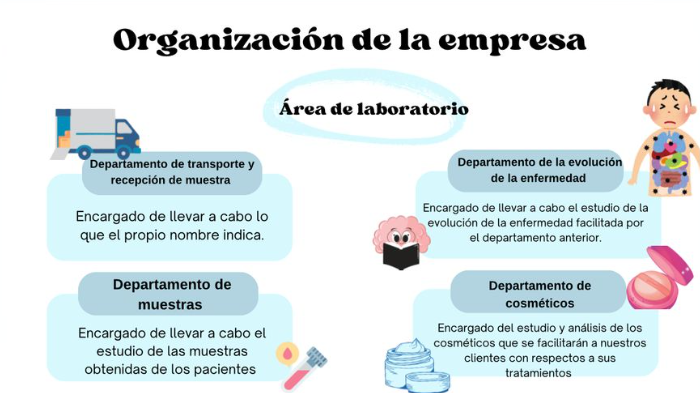 Organización de la empresa
Área de laboratorio
Departamento de transporte y
recepción de muestra
Encargado de llevar a cabo lo
que el propio nombre indica.
Departamento de
muestras
Encargado de llevar a cabo el
estudio de las muestras
obtenidas de los pacientes
Departamento de la evolución
de la enfermedad
Encargado de llevar a cabo el estudio de la
evolución de la enfermedad facilitada por
el departamento anterior.
Departamento de
cosméticos
Encargado del estudio y análisis de los
cosméticos que se facilitarán a nuestros
clientes con respectos a sus
tratamientos